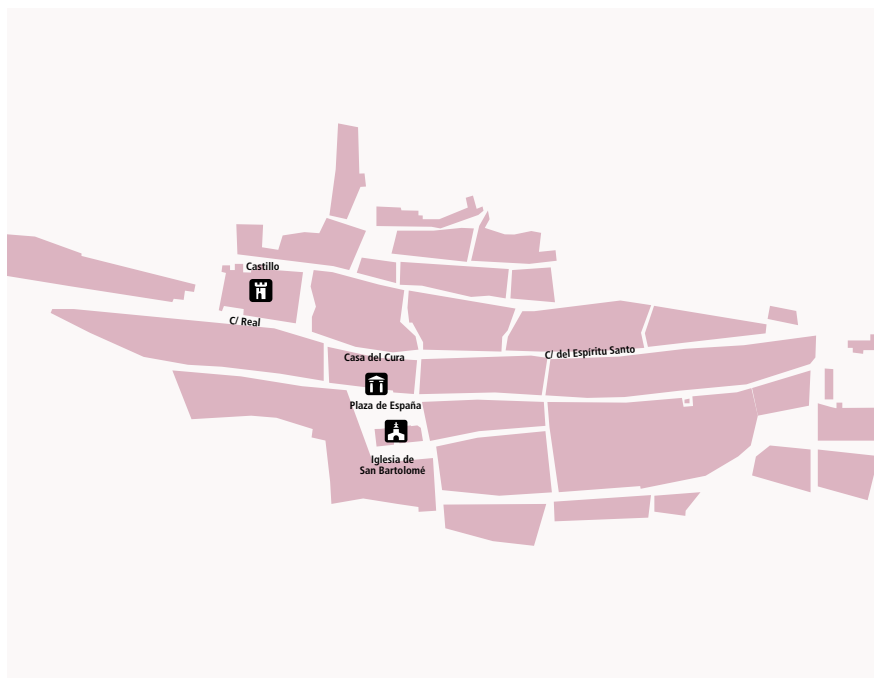 Castillo
C/ Real
C/ del Espíritu Santo
Casa del Cura
Plaza de España
Iglesia de
San Bartolomé